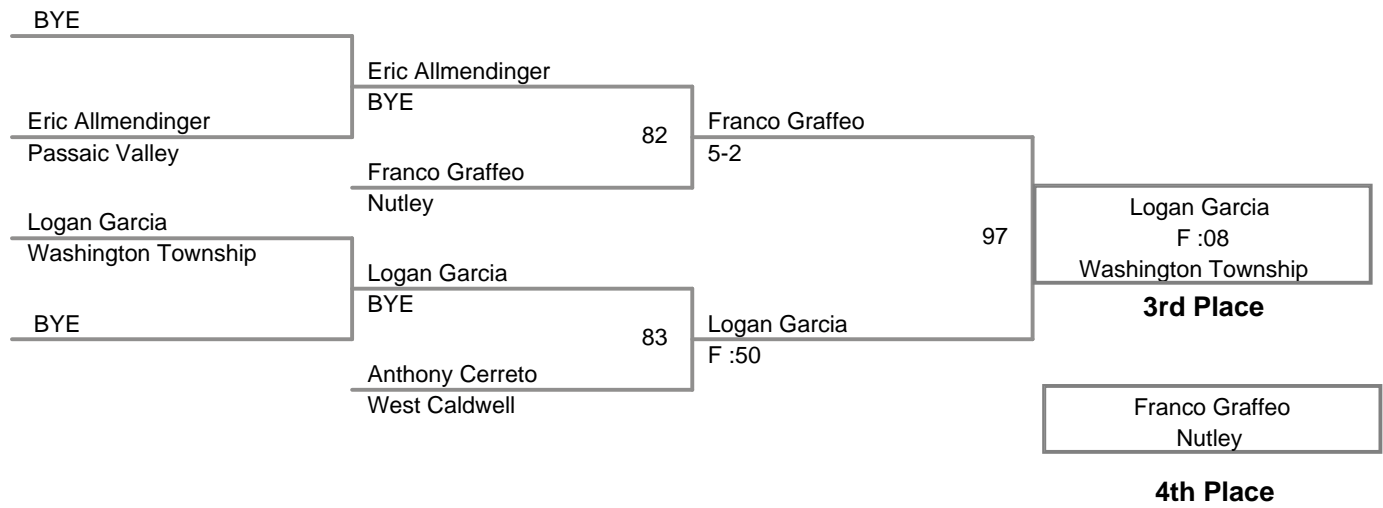 BYE
Eric Allmendinger
BYE
Eric Allmendinger
Passaic Valley
82
Franco Graffeo
5-2
Franco Graffeo
Nutley
Logan Garcia
Washington Township
97
Logan Garcia
F :08
Washington Township
Logan Garcia
BYE
3rd Place
BYE
83
Logan Garcia
F :50
Anthony Cerreto
West Caldwell
Franco Graffeo
Nutley
4th Place